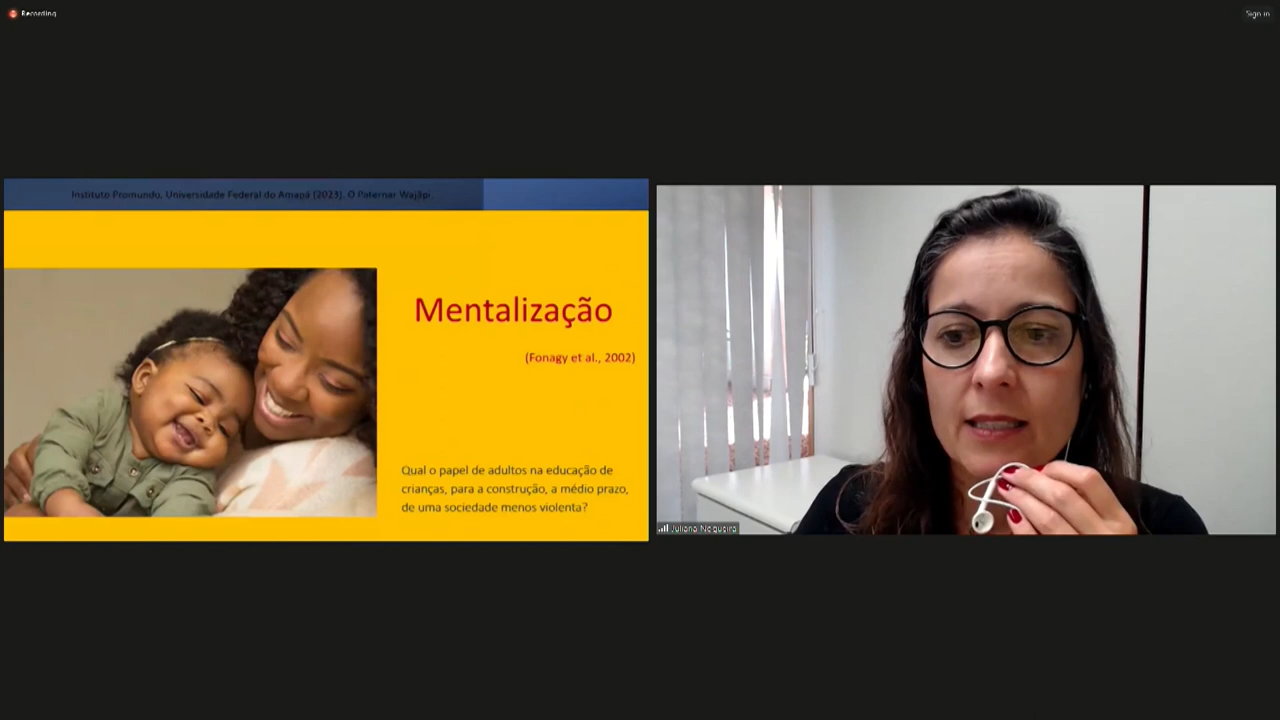 Recording
Sign in
Instituto Promundo, Universidade Federal do Amapá (2023). O Paternar Wajãpi.
Mentalização
(Fonagy et al., 2002)
Qual o papel de adultos na educação de
crianças, para a construção, a médio prazo,
de uma sociedade menos violenta?
Juliana Negueira